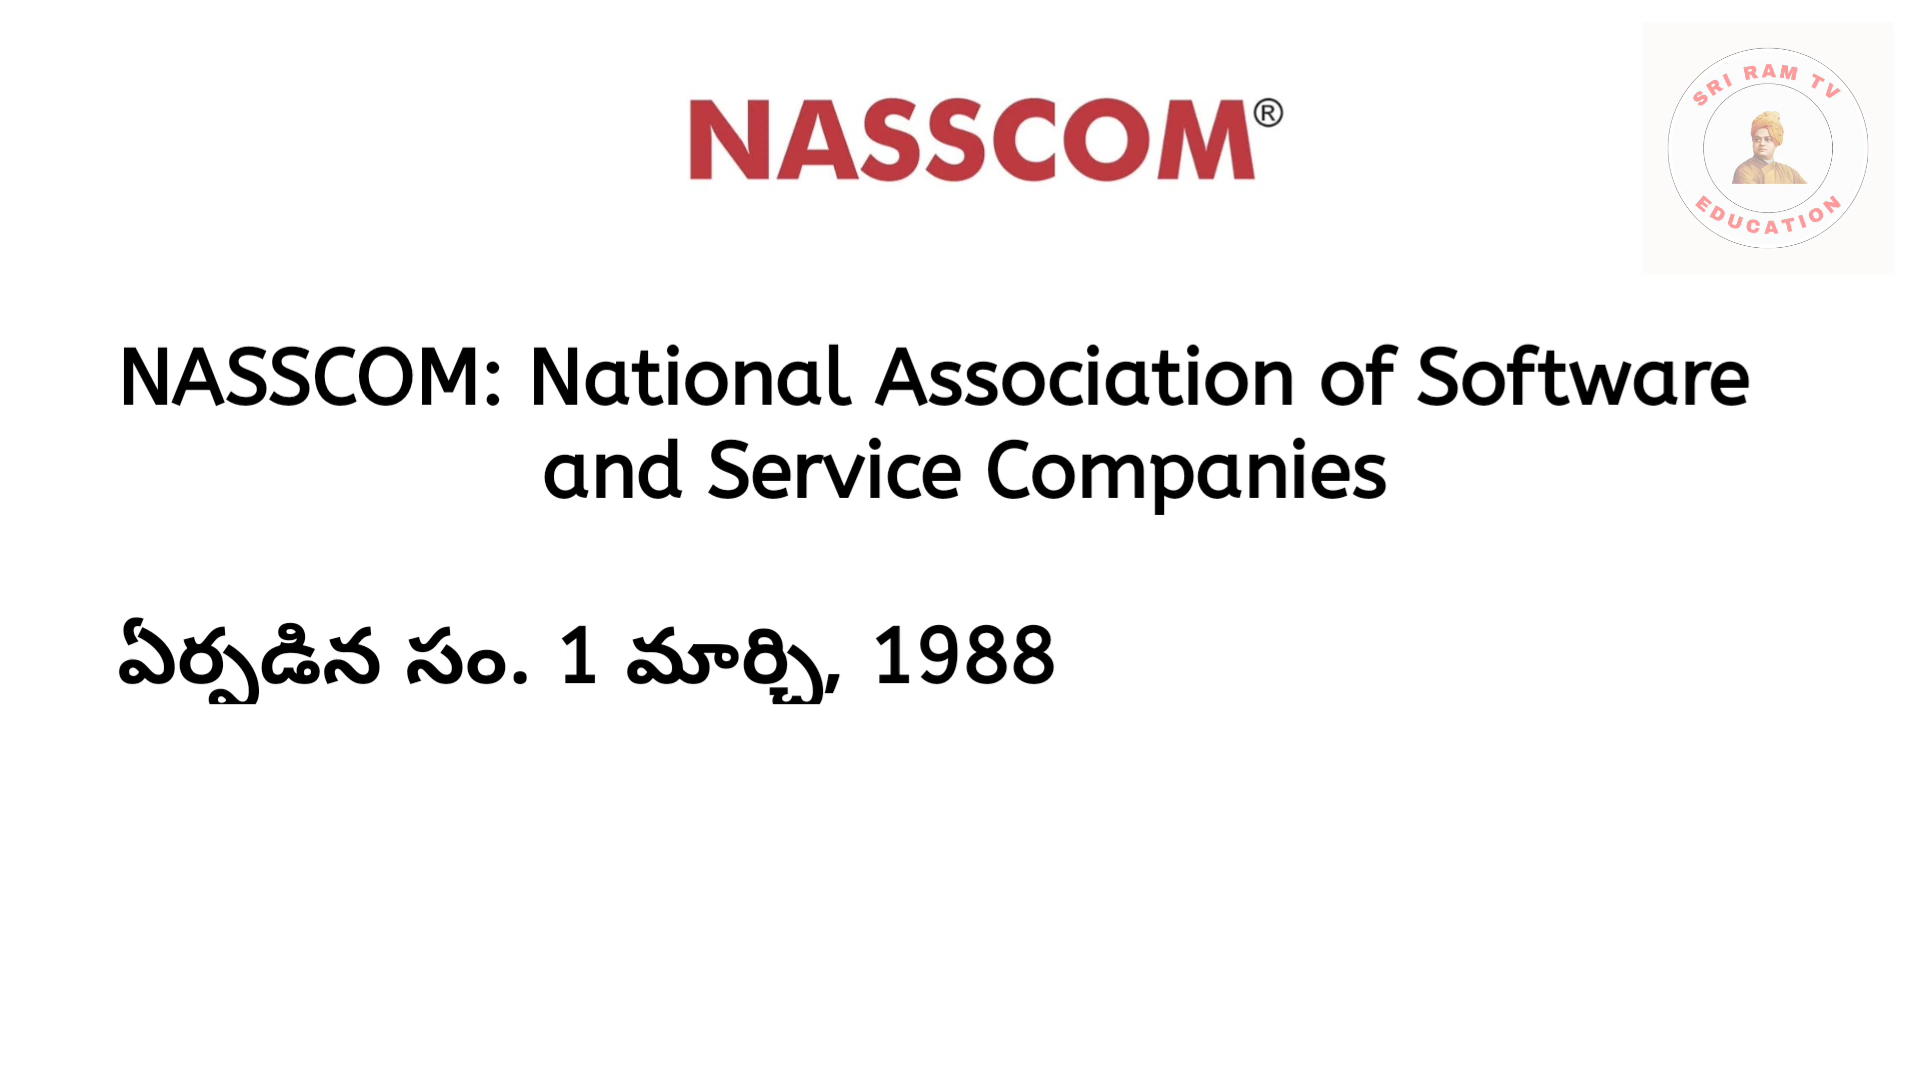 NASSCOM®
SRI RAM TV
EDUCATION
NASSCOM: National Association of Software
and Service Companies
ఏర్పడిన సం. 1 మార్చి, 1988